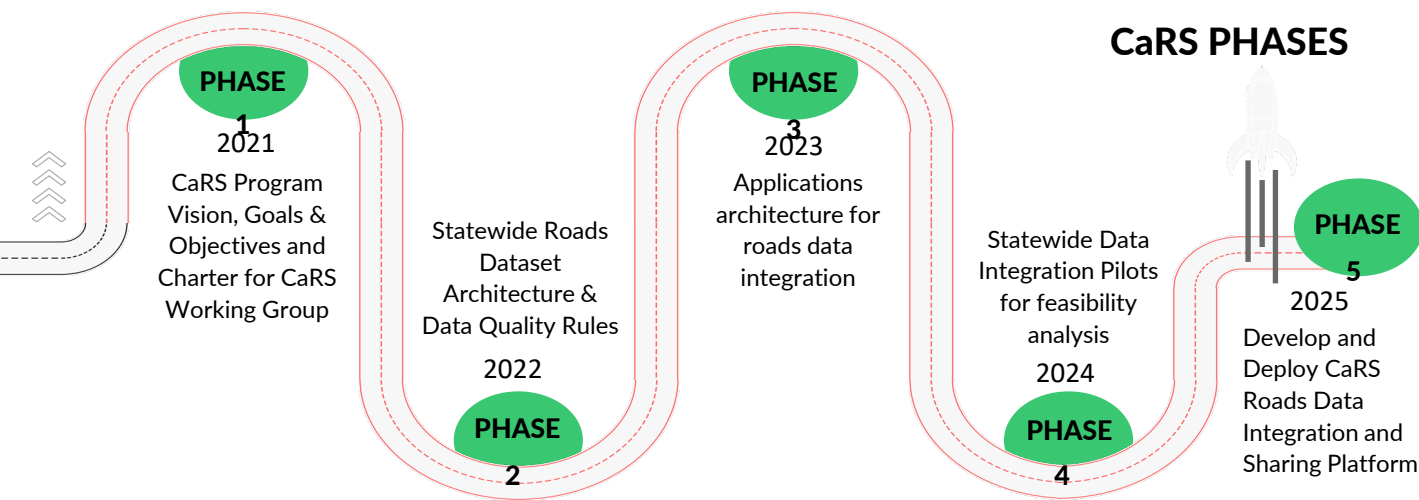 CaRS PHASES
PHASE
1
2021
CaRS Program
Vision, Goals &
Objectives and
Charter for CaRS
Working Group
Statewide Roads
Dataset
Architecture &
Data Quality Rules
2022
PHASE
2
PHASE
3
2023
Applications
architecture for
roads data
integration
Statewide Data
Integration Pilots
for feasibility
analysis
2024
PHASE
4
PHASE
5
2025
Develop and
Deploy CaRS
Roads Data
Integration and
Sharing Platform